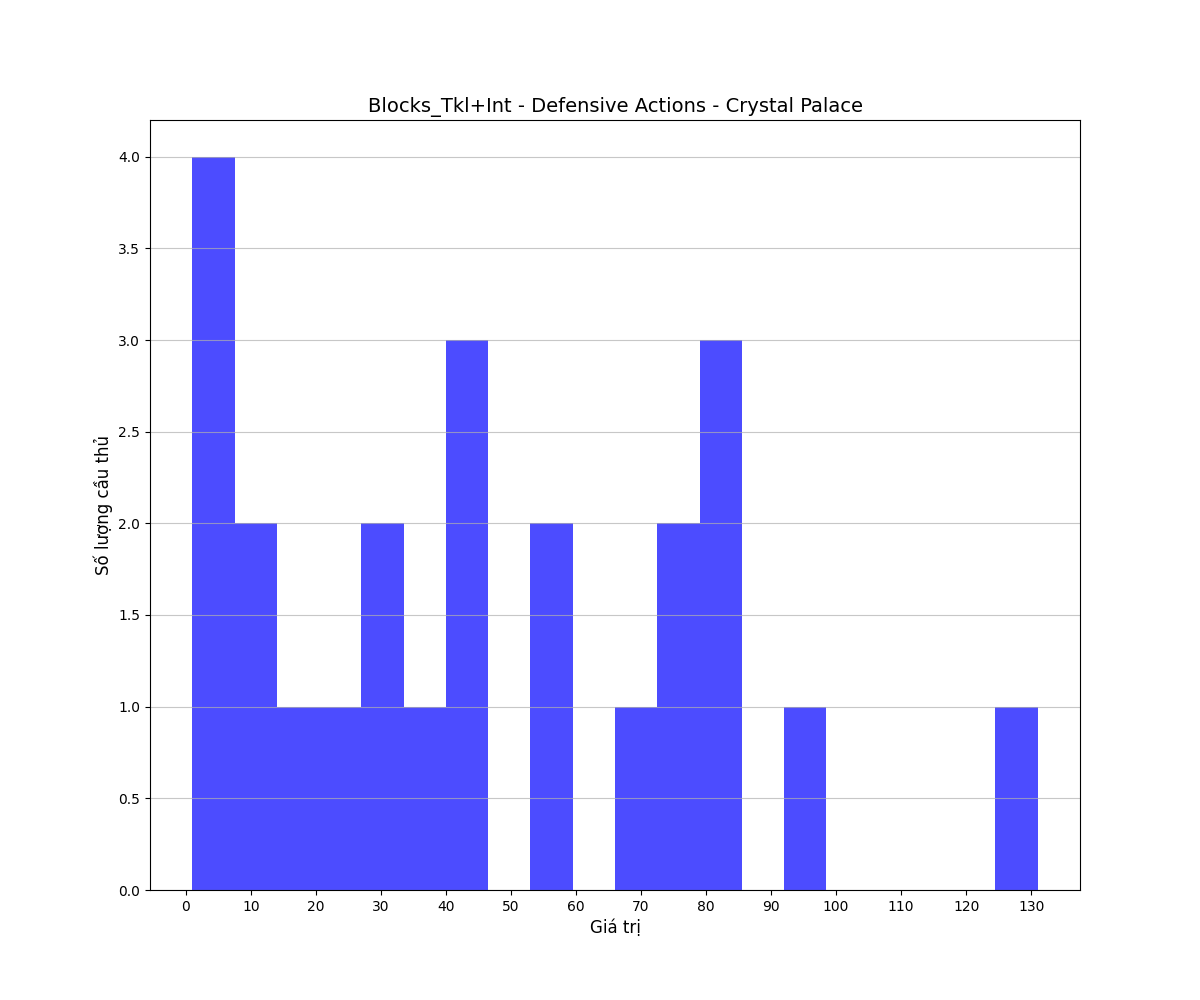 Blocks_Tkl+Int - Defensive Actions - Crystal Palace
Số lượng cầu thủ
4.0
3.5
3.0
2.5
2.0
1.5
1.0
0.5
0.0
0 10 20 30 40 50 60 70 80 90 100 110 120 130
Giá trị